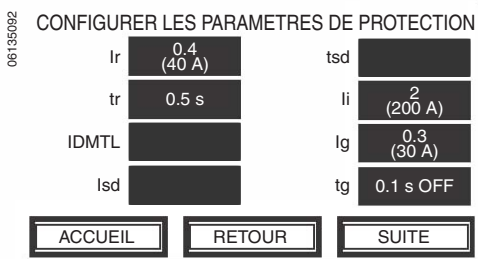 06135092
CONFIGURER LES PARAMETRES DE PROTECTION
Ir 0.4 (40 A)
tr 0.5 s
IDMTL
Isd
tsd
Ii 2 (200 A)
Ig 0.3 (30 A)
tg 0.1 s OFF
ACCUEIL RETOUR SUITE